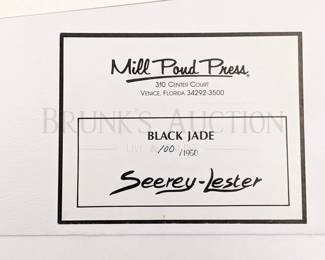 Mill Pond Press®
310 Center Court
Venice, Florida 34292-3500
Brunk's Auction
BLACK JADE
100 /1950
Seerey-Lester